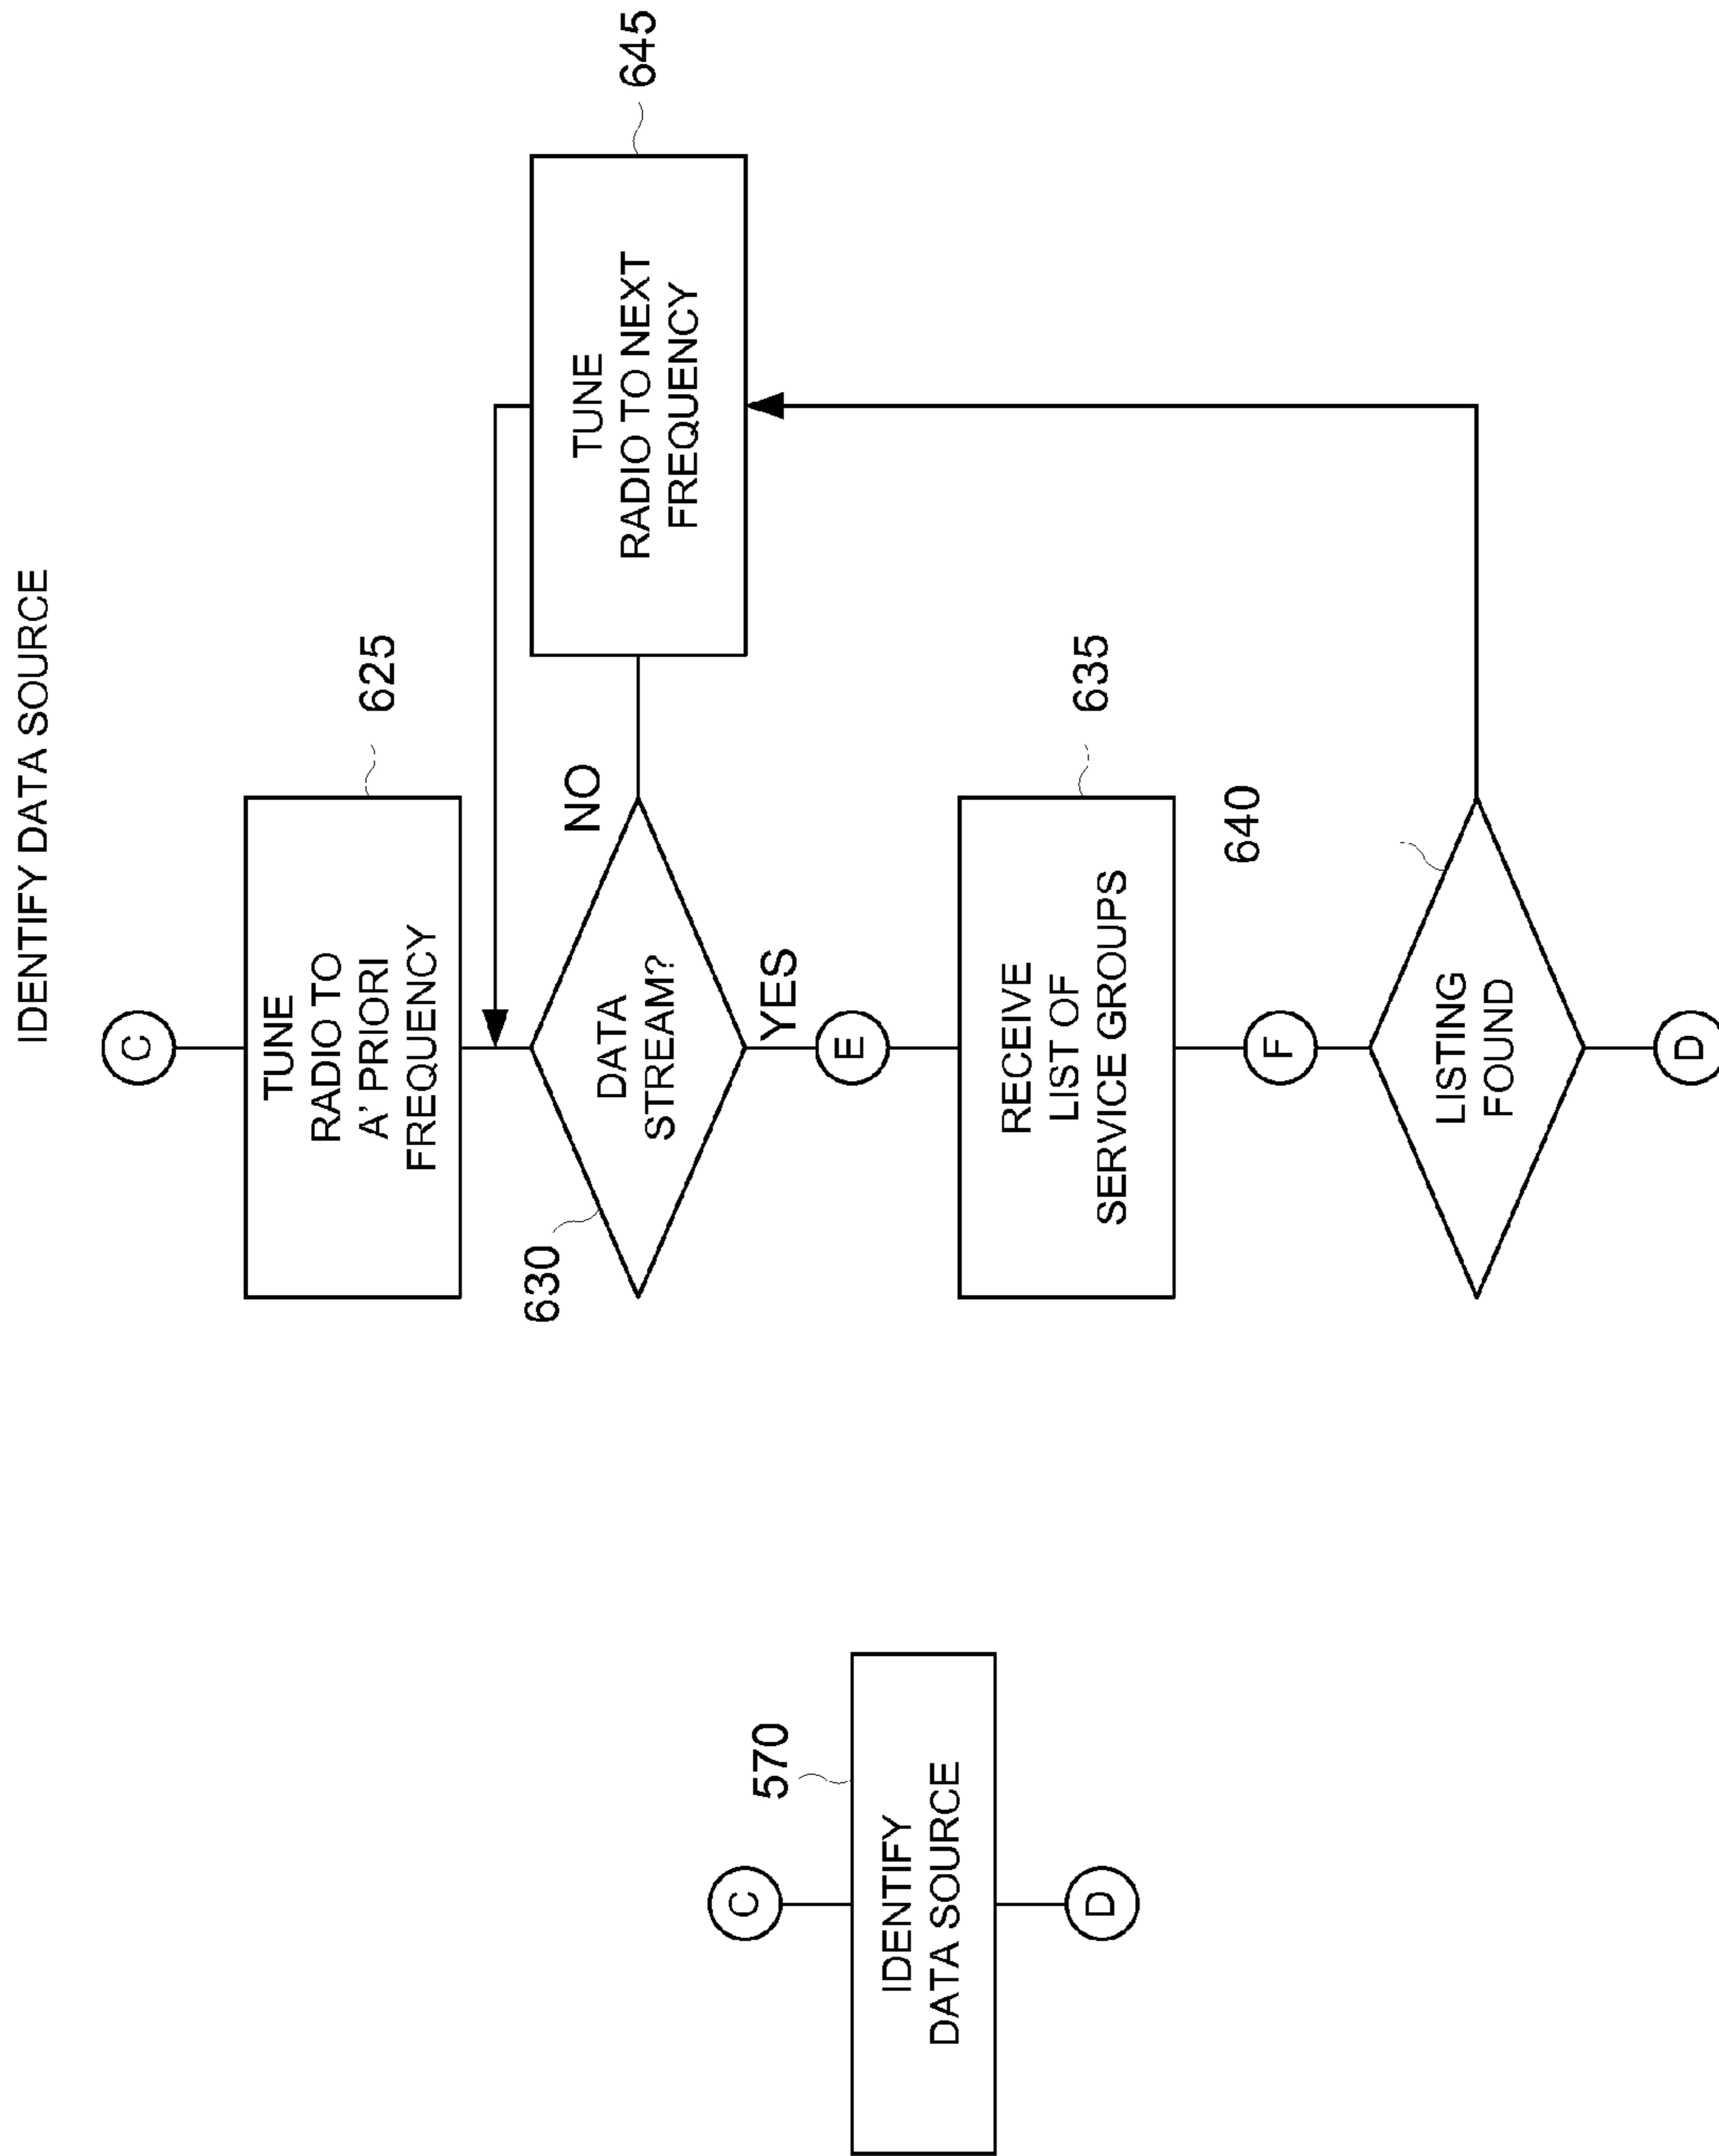 IDENTIFY DATA SOURCE
C
IDENTIFY
DATA SOURCE
570
D
C
TUNE
RADIO TO
A' PRIORI
FREQUENCY
625
DATA
STREAM?
630
NO
YES
TUNE
RADIO TO NEXT
FREQUENCY
645
E
RECEIVE
LIST OF
SERVICE GROUPS
635
F
LISTING
FOUND
640
D